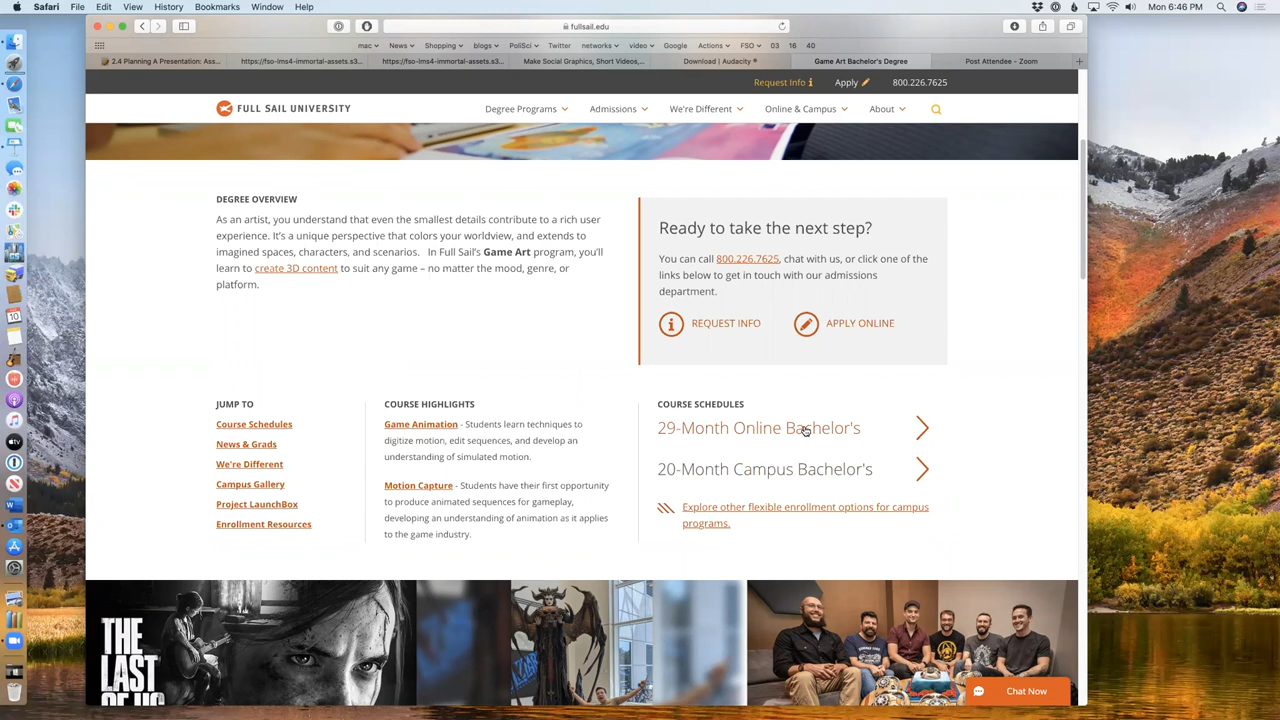 Safari File Edit View History Bookmarks Window Help Mon 6:46 PM
fullsail.edu
mac News Shopping blogs PoliSci Twitter networks video Google Actions FSO 03 16 40
2.4 Planning A Presentation: Ass... https://fso-lms4-immortal-assets.s3... https://fso-lms4-immortal-assets.s3... Make Social Graphics, Short Videos,... Download | Audacity ® Game Art Bachelor's Degree Post Attendee - Zoom
Request Info Apply 800.226.7625
FULL SAIL UNIVERSITY Degree Programs Admissions We're Different Online & Campus About
DEGREE OVERVIEW
As an artist, you understand that even the smallest details contribute to a rich user
experience. It's a unique perspective that colors your worldview, and extends to
imagined spaces, characters, and scenarios. In Full Sail's Game Art program, you'll
learn to create 3D content to suit any game – no matter the mood, genre, or
platform.
Ready to take the next step?
You can call 800.226.7625, chat with us, or click one of the
links below to get in touch with our admissions
department.
REQUEST INFO APPLY ONLINE
JUMP TO
Course Schedules
News & Grads
We're Different
Campus Gallery
Project LaunchBox
Enrollment Resources
COURSE HIGHLIGHTS
Game Animation - Students learn techniques to
digitize motion, edit sequences, and develop an
understanding of simulated motion.
Motion Capture - Students have their first opportunity
to produce animated sequences for gameplay,
developing an understanding of animation as it applies
to the game industry.
COURSE SCHEDULES
29-Month Online Bachelor's
20-Month Campus Bachelor's
Explore other flexible enrollment options for campus
programs.
THE
LAST
OF US
Chat Now